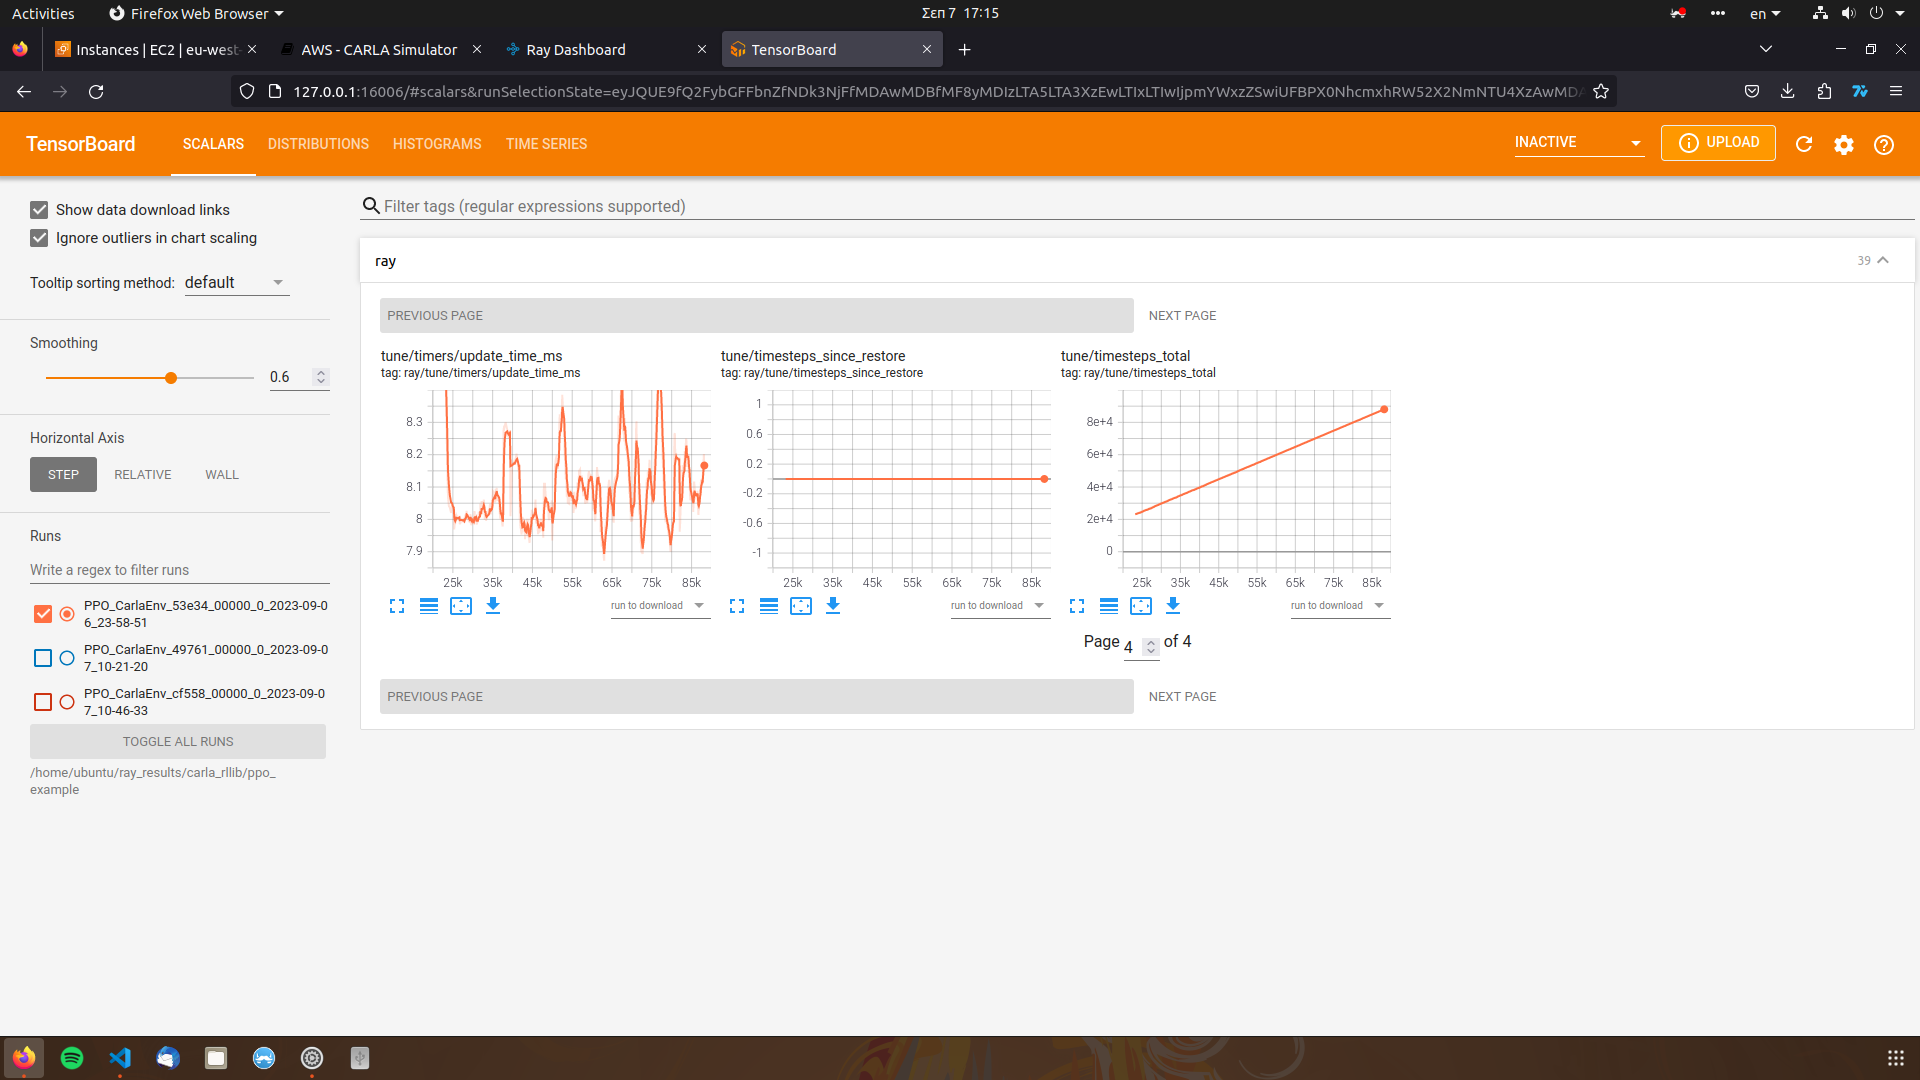 Activities
Firefox Web Browser
Σεπ 7 17:15
en
Instances | EC2 | eu-west-
AWS - CARLA Simulator
Ray Dashboard
TensorBoard
127.0.0.1:16006/#scalars&runSelectionState=eyJQUE9fQ2FybGFFbnZfNDk3NjFfMDAwMDBfMF8yMDIzLTA5LTA3XzEwLTIxLTIwIjpmYWxzZSwiUFBPX0NhcmxhRW52X2NmNTU4XzAwMDA
TensorBoard
SCALARS
DISTRIBUTIONS
HISTOGRAMS
TIME SERIES
INACTIVE
UPLOAD
Show data download links
Ignore outliers in chart scaling
Tooltip sorting method: default
Smoothing
0.6
Horizontal Axis
STEP
RELATIVE
WALL
Runs
Write a regex to filter runs
PPO_CarlaEnv_53e34_00000_0_2023-09-0
6_23-58-51
PPO_CarlaEnv_49761_00000_0_2023-09-0
7_10-21-20
PPO_CarlaEnv_cf558_00000_0_2023-09-0
7_10-46-33
TOGGLE ALL RUNS
/home/ubuntu/ray_results/carla_rllib/ppo_
example
Filter tags (regular expressions supported)
ray
39
PREVIOUS PAGE
NEXT PAGE
tune/timers/update_time_ms
tag: ray/tune/timers/update_time_ms
8.3
8.2
8.1
8
7.9
25k 35k 45k 55k 65k 75k 85k
run to download
tune/timesteps_since_restore
tag: ray/tune/timesteps_since_restore
1
0.6
0.2
-0.2
-0.6
-1
25k 35k 45k 55k 65k 75k 85k
run to download
tune/timesteps_total
tag: ray/tune/timesteps_total
8e+4
6e+4
4e+4
2e+4
0
25k 35k 45k 55k 65k 75k 85k
run to download
Page 4 of 4
PREVIOUS PAGE
NEXT PAGE